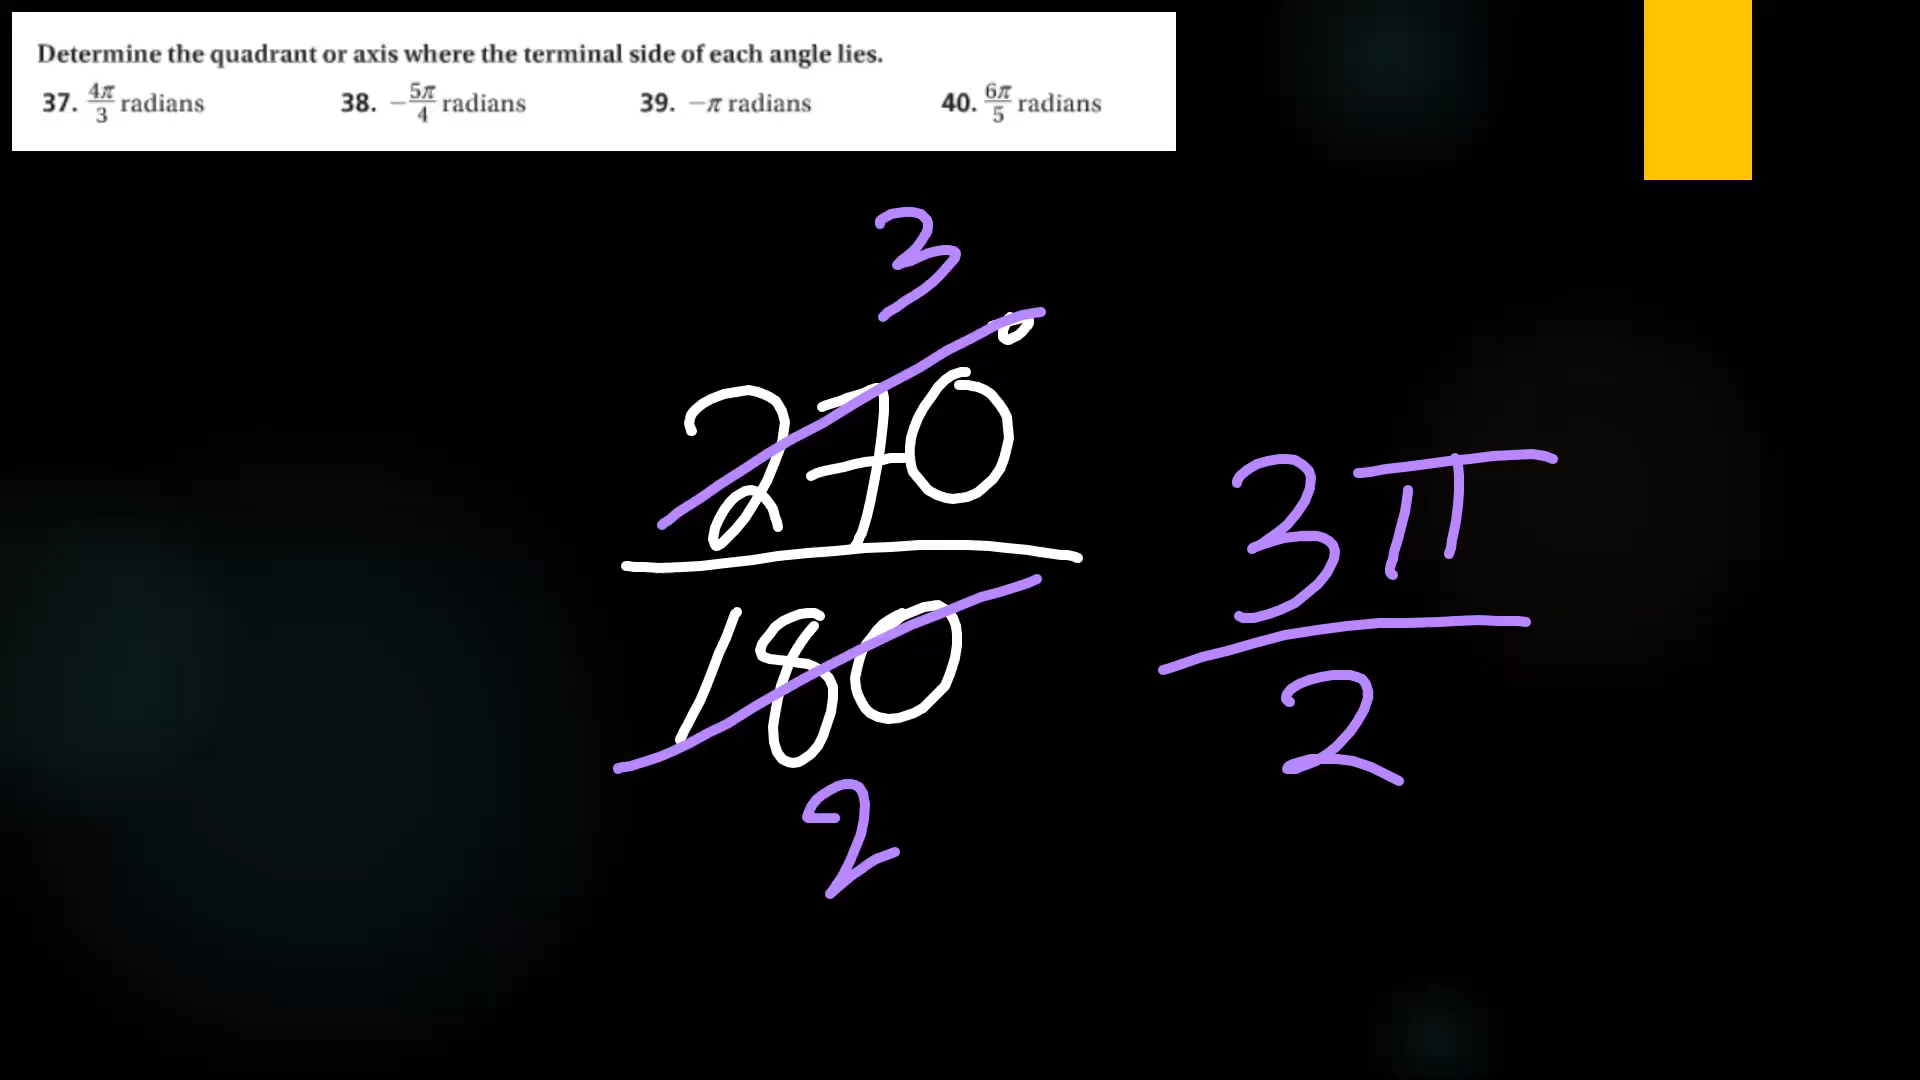 Determine the quadrant or axis where the terminal side of each angle lies.
37. 4π/3 radians 38. −5π/4 radians 39. −π radians 40. 6π/5 radians
3
270°
180
2
3π
2